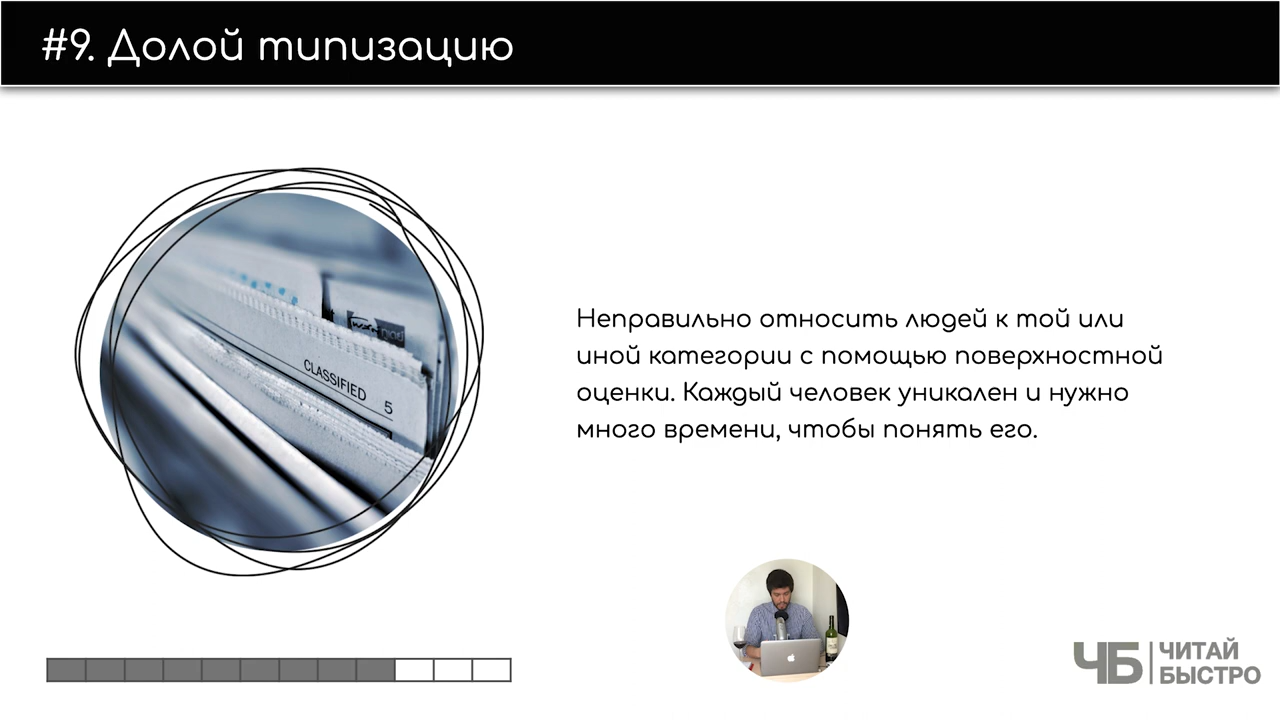 #9. Долой типизацию
CLASSIFIED 5
Неправильно относить людей к той или
иной категории с помощью поверхностной
оценки. Каждый человек уникален и нужно
много времени, чтобы понять его.
ЧБ ЧИТАЙ
БЫСТРО